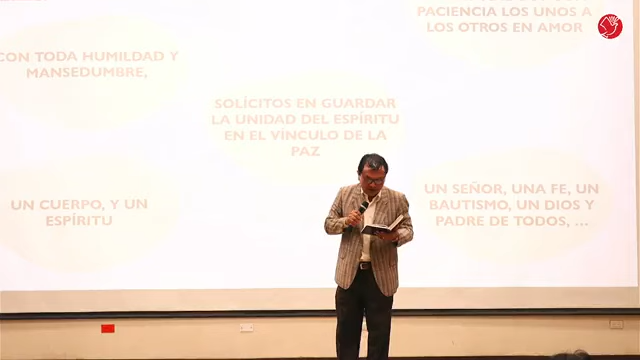 CON TODA HUMILDAD Y
MANSEDUMBRE,
PACIENCIA LOS UNOS A
LOS OTROS EN AMOR
SOLÍCITOS EN GUARDAR
LA UNIDAD DEL ESPÍRITU
EN EL VÍNCULO DE LA
PAZ
UN CUERPO, Y UN
ESPÍRITU
UN SEÑOR, UNA FE, UN
BAUTISMO, UN DIOS Y
PADRE DE TODOS, ...